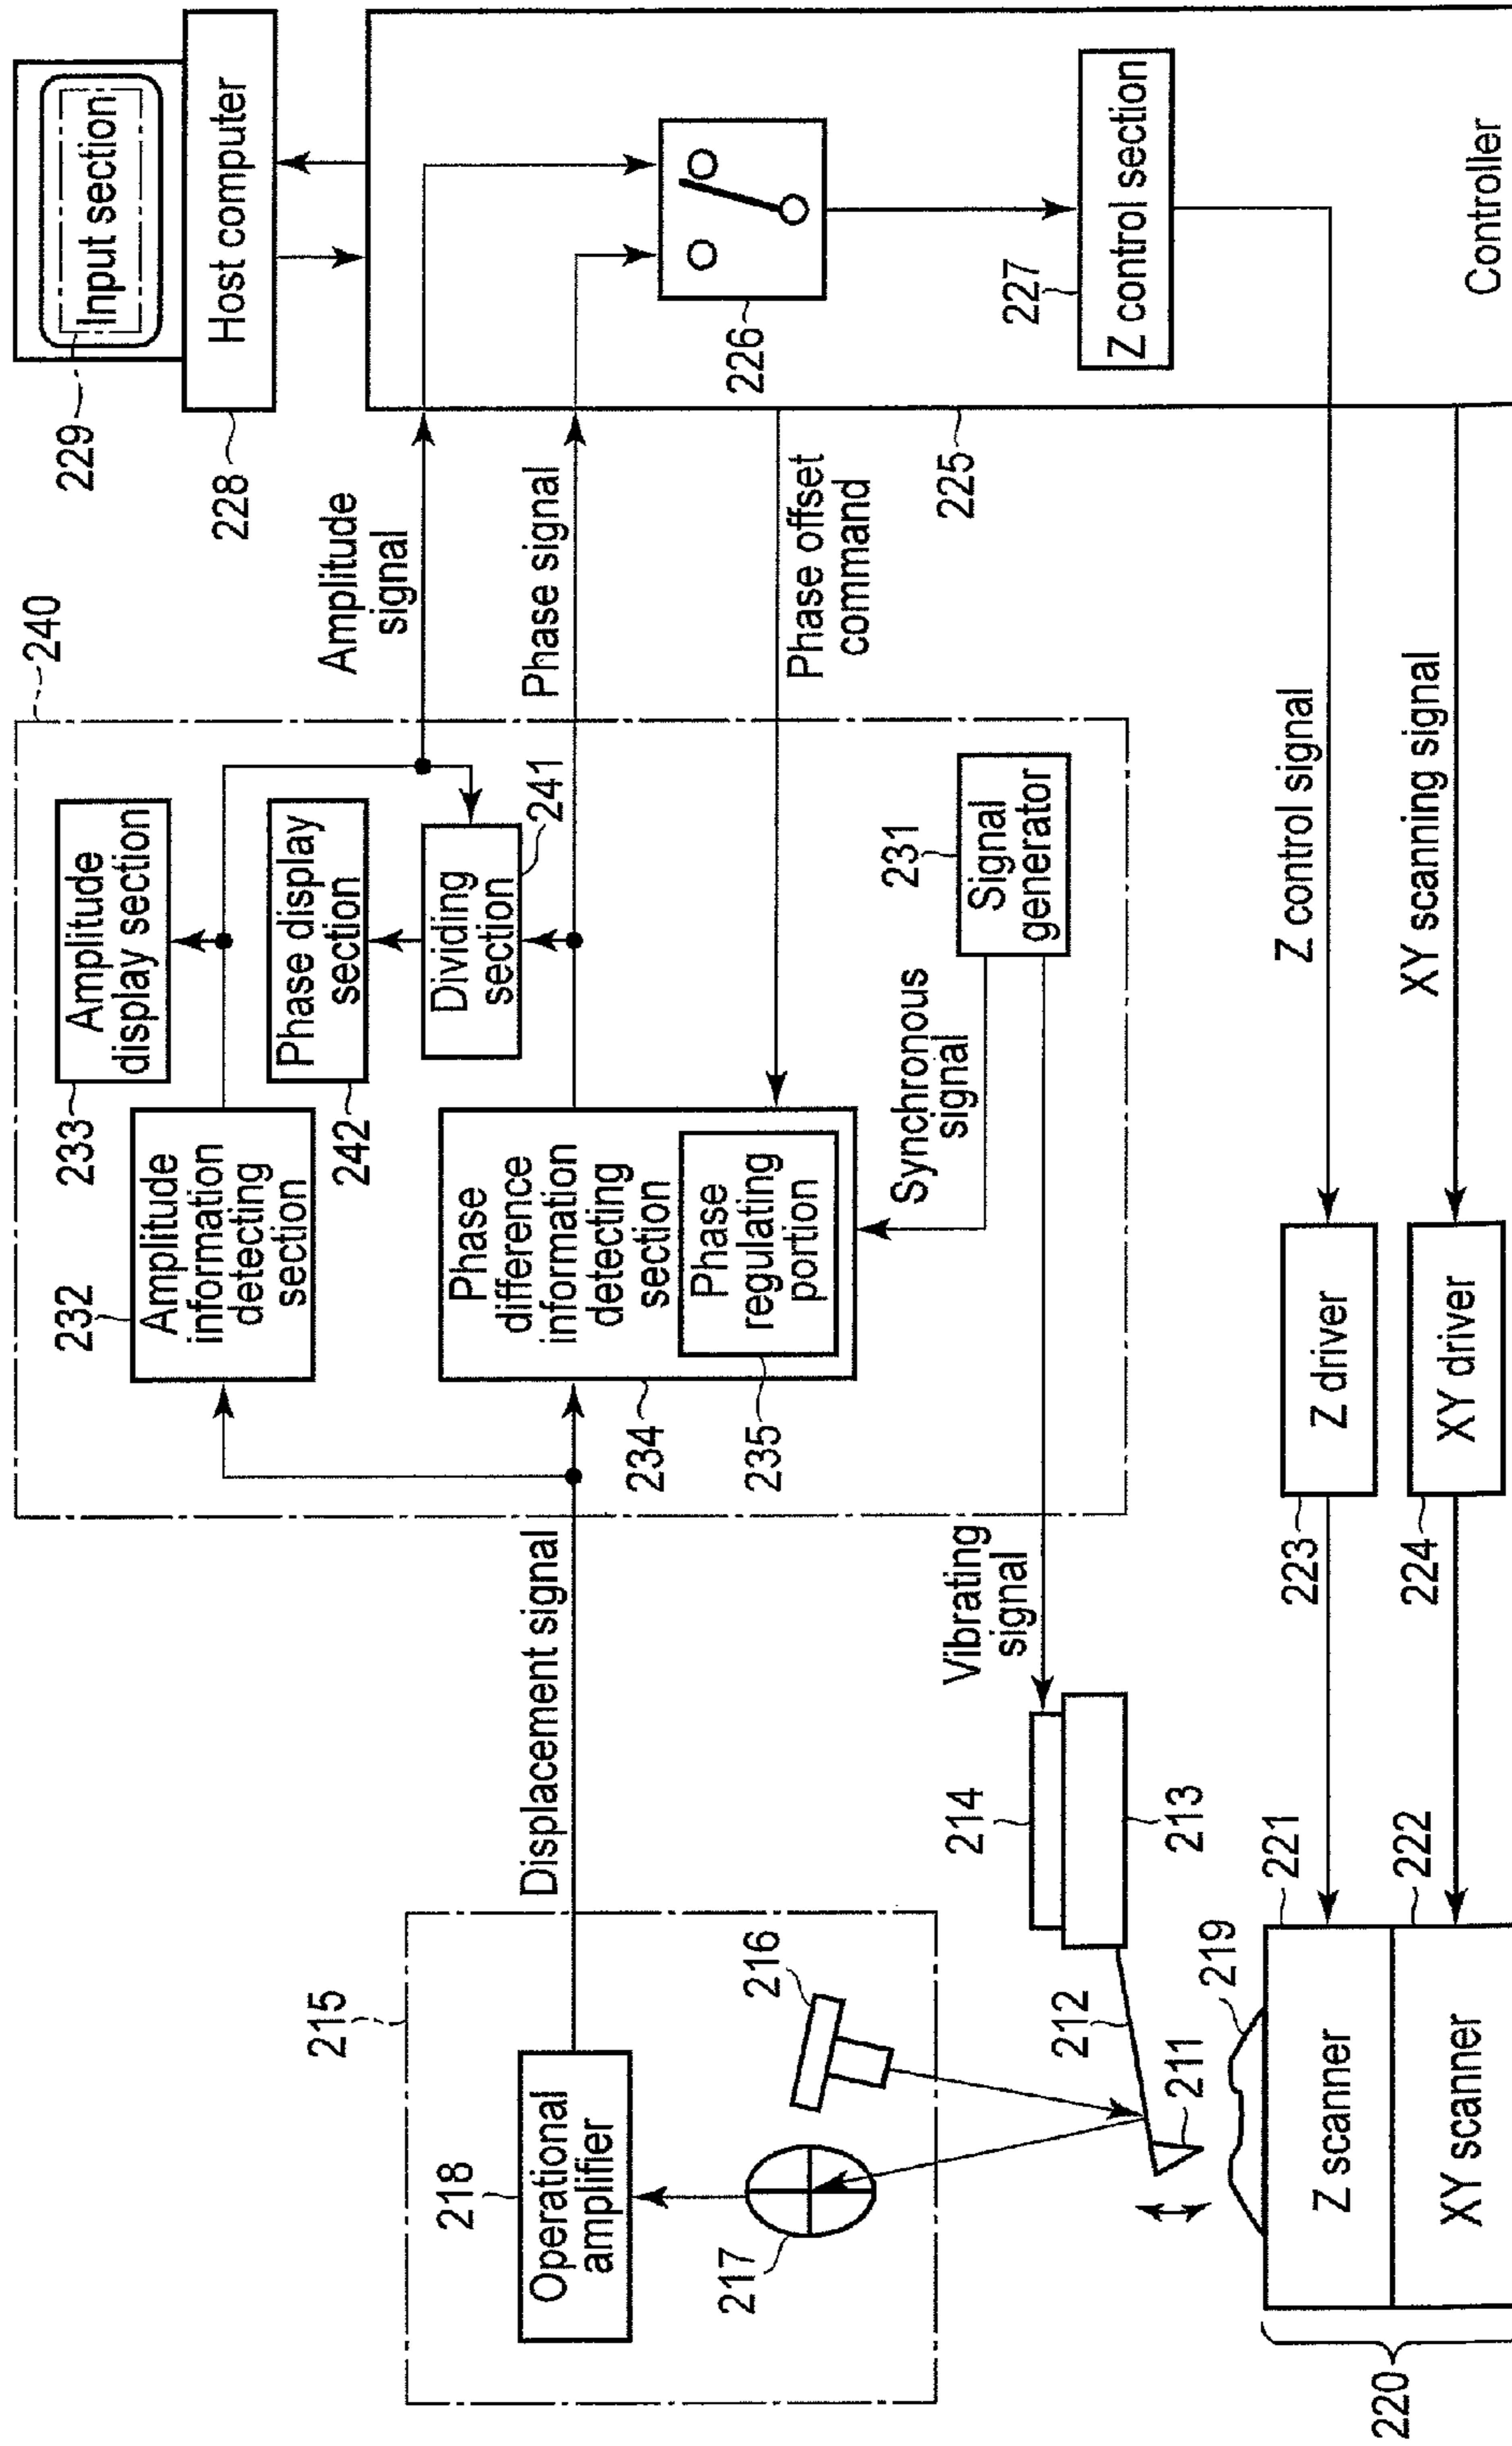 240
229
Input section
228
Host computer
233
Amplitude
display section
232
Amplitude
information
detecting
section
242
Phase display
section
Amplitude
signal
215
218
Operational
amplifier
Displacement signal
234
Phase
difference
information
detecting
section
235
Phase
regulating
portion
Dividing
section
241
Phase signal
226
Phase offset
command
217
216
Synchronous
signal
231
Signal
generator
225
227
Z control section
Vibrating
signal
214
213
212
211
219
221
Z scanner
222
XY scanner
220
223
Z driver
224
XY driver
Z control signal
XY scanning signal
Controller